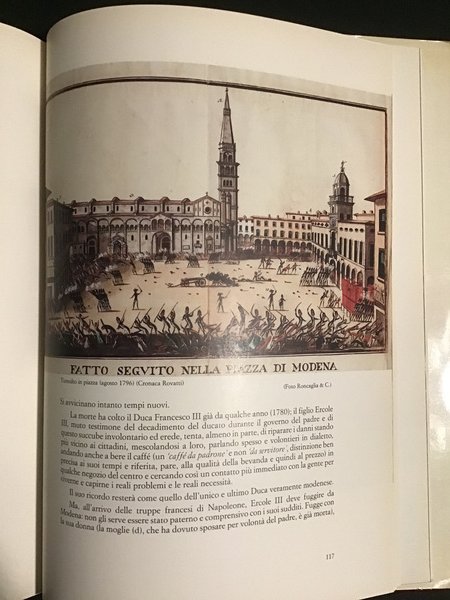 FATTO SEGVITO NELLA PIAZZA DI MODENA
Tumulto in piazza (agosto 1796) (Cronaca Rovatti)
(Foto Roncaglia & C.)
Si avvicinano intanto tempi nuovi.
La morte ha colto il Duca Francesco III già da qualche anno (1780); il figlio Ercole
III, muto testimone del decadimento del ducato durante il governo del padre e di
questo succube involontario ed erede, tenta, almeno in parte, di riparare i danni stando
più vicino ai cittadini, mescolandosi a loro, parlando spesso e volontieri in dialetto,
andando anche a bere il caffé (un 'caffé da padrone' e non 'da servitore', distinzione ben
precisa ai suoi tempi e riferita, pare, alla qualità della bevanda e quindi al prezzo) in
qualche negozio del centro e cercando così un contatto più immediato con la gente per
viverne e capirne i reali problemi e le reali necessità.
Il suo ricordo resterà come quello dell'unico e ultimo Duca veramente modenese.
Ma, all'arrivo delle truppe francesi di Napoleone, Ercole III deve fuggire da
Modena: non gli serve essere stato paterno e comprensivo con i suoi sudditi. Fugge con
la sua donna (la moglie (d), che ha dovuto sposare per volontà del padre, è già morta),
117